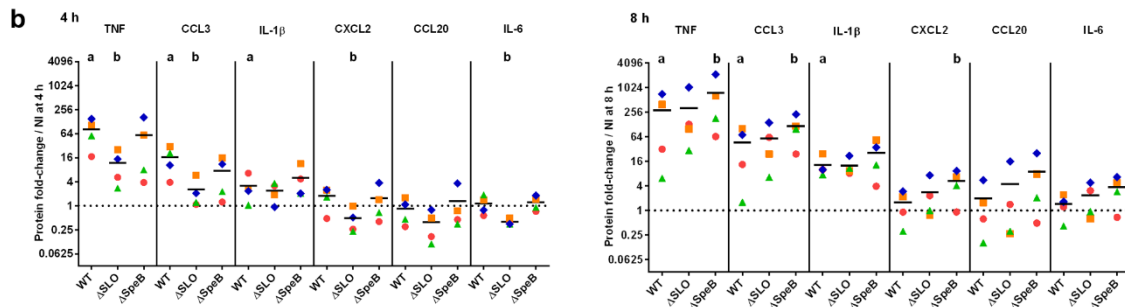 b
4 h
TNF CCL3 IL-1β CXCL2 CCL20 IL-6
a b a b a b b
Protein fold-change / NI at 4 h
4096
1024
256
64
16
4
1
0.25
0.0625
WT ΔSLO ΔSpeB WT ΔSLO ΔSpeB WT ΔSLO ΔSpeB WT ΔSLO ΔSpeB WT ΔSLO ΔSpeB WT ΔSLO ΔSpeB
8 h
TNF CCL3 IL-1β CXCL2 CCL20 IL-6
a b a b a b
Protein fold-change / NI at 8 h
4096
1024
256
64
16
4
1
0.25
0.0625
WT ΔSLO ΔSpeB WT ΔSLO ΔSpeB WT ΔSLO ΔSpeB WT ΔSLO ΔSpeB WT ΔSLO ΔSpeB WT ΔSLO ΔSpeB